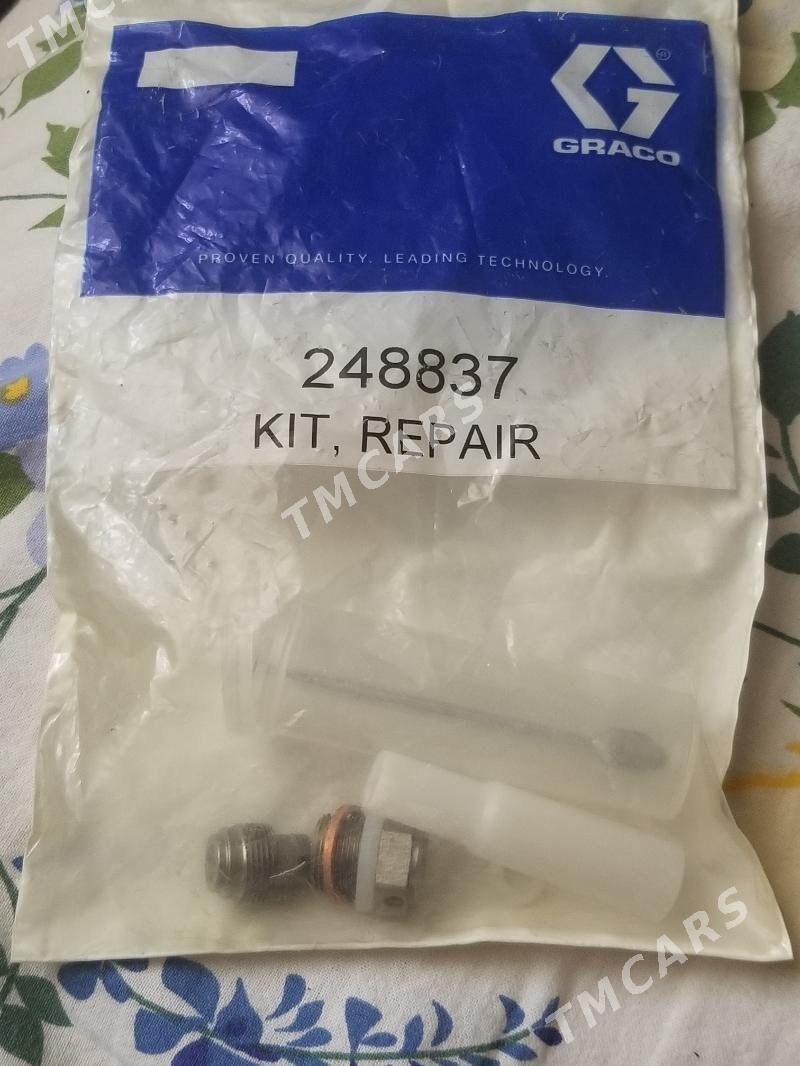 TMCARS
®
GRACO
PROVEN QUALITY. LEADING TECHNOLOGY.
248837
KIT, REPAIR
TMCARS
TMCARS